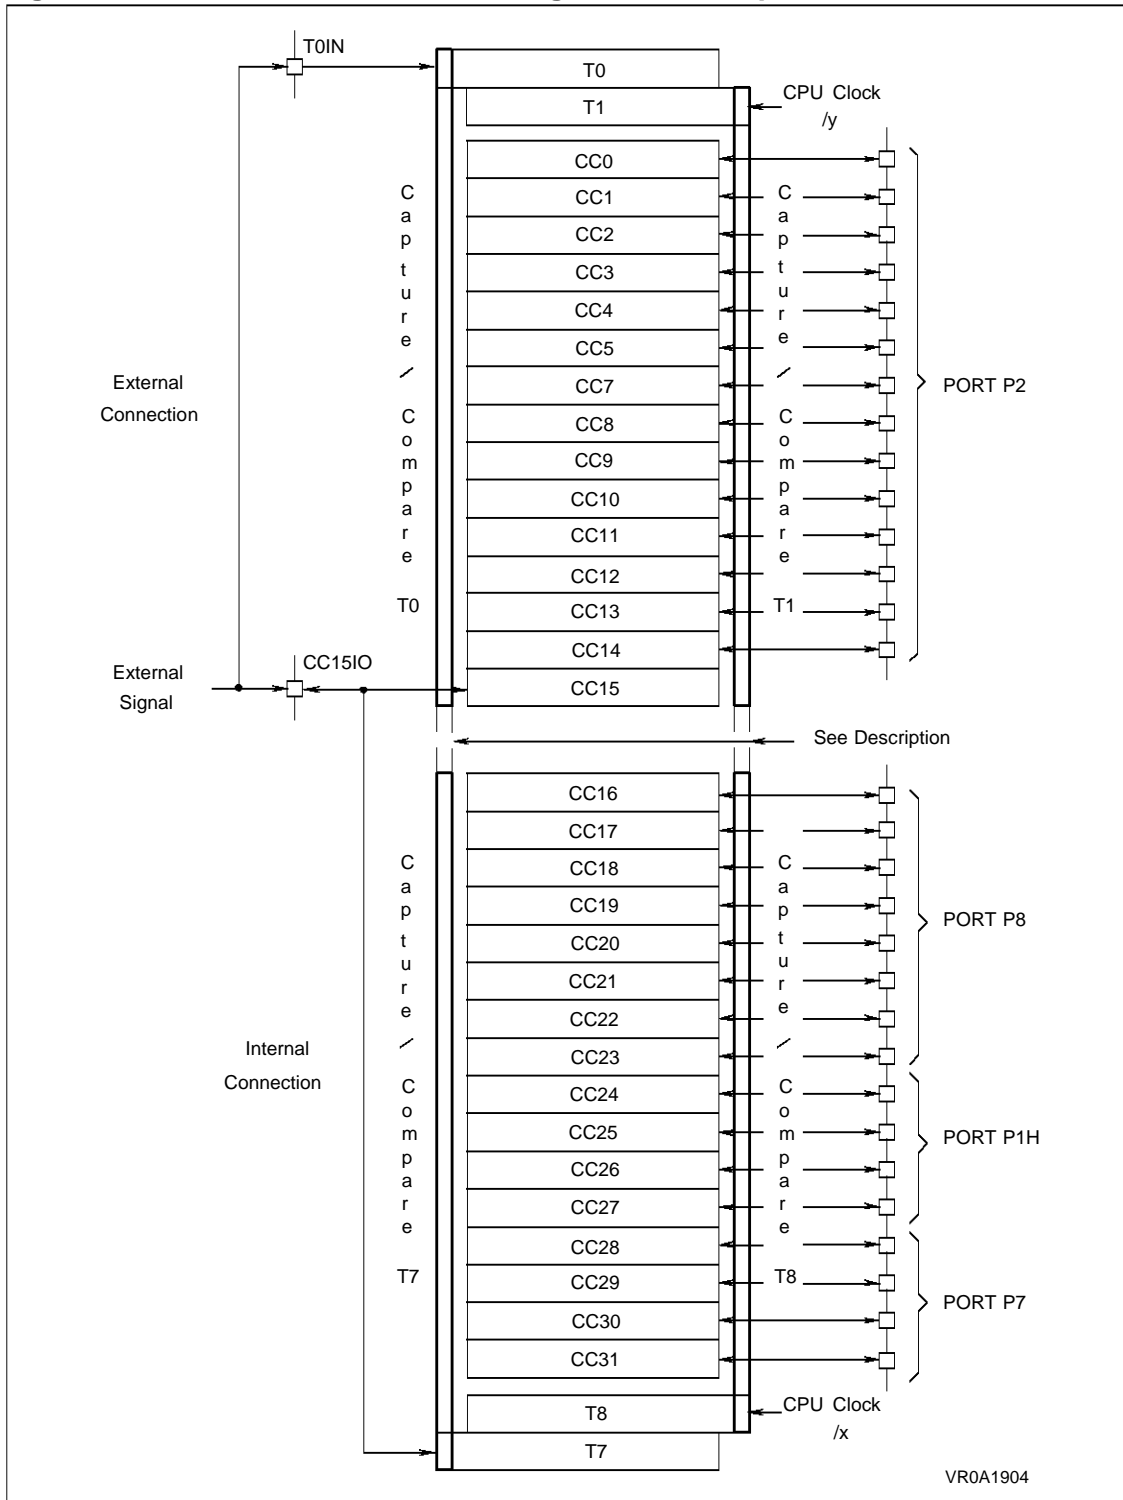 T0IN
T0
T1
CPU Clock
/y
CC0
CC1
CC2
CC3
CC4
CC5
CC7
CC8
CC9
CC10
CC11
CC12
CC13
CC14
CC15
Capture / Compare T0
Capture / Compare T1
External
Connection
PORT P2
CC15IO
External
Signal
See Description
CC16
CC17
CC18
CC19
CC20
CC21
CC22
CC23
CC24
CC25
CC26
CC27
CC28
CC29
CC30
CC31
Capture / Compare T7
Capture / Compare T8
PORT P8
Internal
Connection
PORT P1H
PORT P7
T8
CPU Clock
/x
T7
VR0A1904